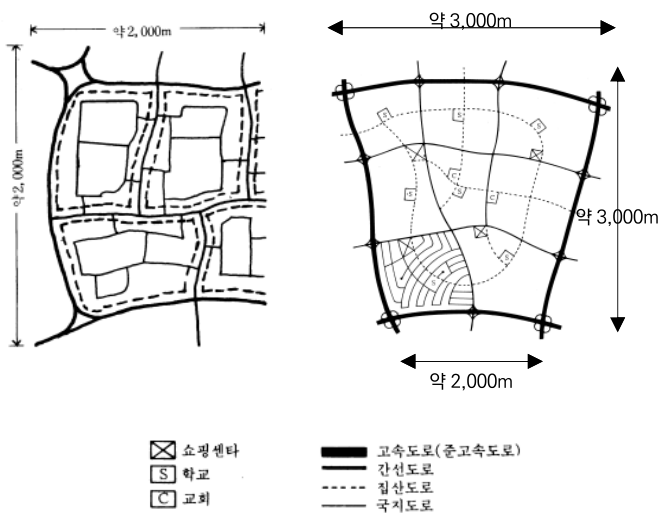 약 2,000m
약 3,000m
약 2,000m
약 3,000m
약 2,000m
S
S
S
C
S
S
C
S
S
쇼핑센타
S 학교
C 교회
고속도로(준고속도로)
간선도로
집산도로
국지도로